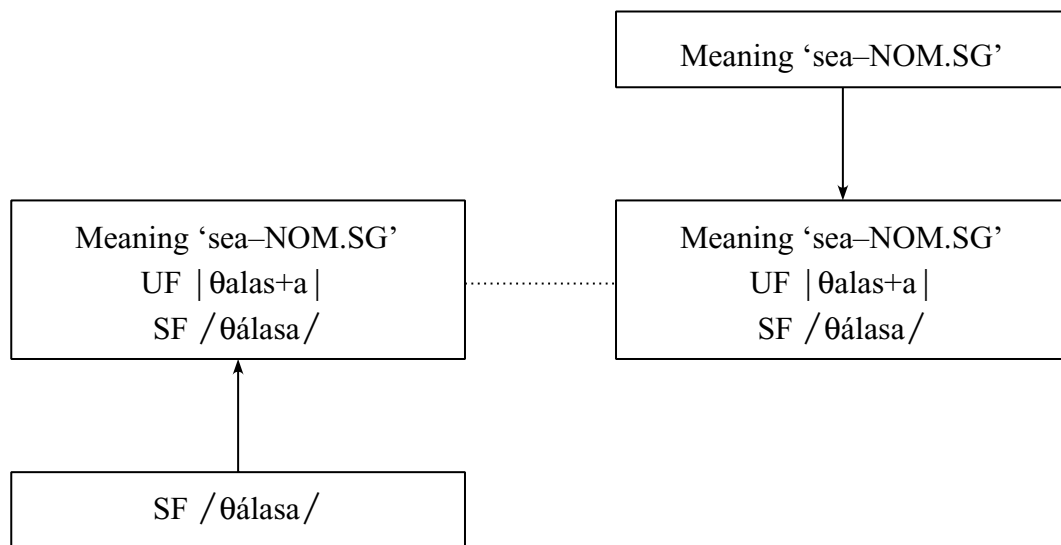 Meaning ‘sea–NOM.SG’
Meaning ‘sea–NOM.SG’
UF |θalas+a|
SF /θálasa/
Meaning ‘sea–NOM.SG’
UF |θalas+a|
SF /θálasa/
SF /θálasa/